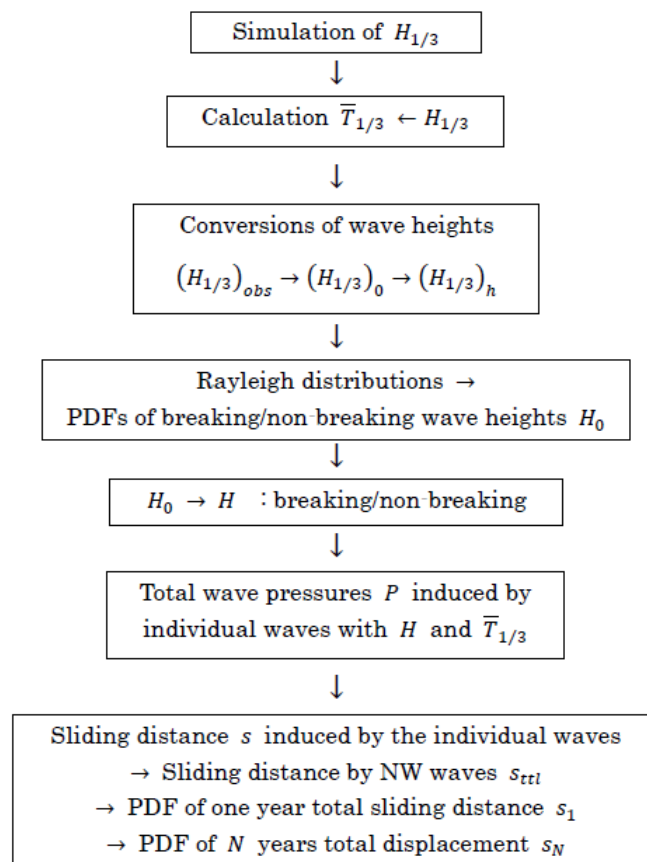 Simulation of H₁/₃
↓
Calculation T̅₁/₃ ← H₁/₃
↓
Conversions of wave heights
(H₁/₃)obs → (H₁/₃)₀ → (H₁/₃)h
↓
Rayleigh distributions →
PDFs of breaking/non-breaking wave heights H₀
↓
H₀ → H : breaking/non-breaking
↓
Total wave pressures P induced by
individual waves with H and T̅₁/₃
↓
Sliding distance s induced by the individual waves
→ Sliding distance by NW waves sttl
→ PDF of one year total sliding distance s₁
→ PDF of N years total displacement sN